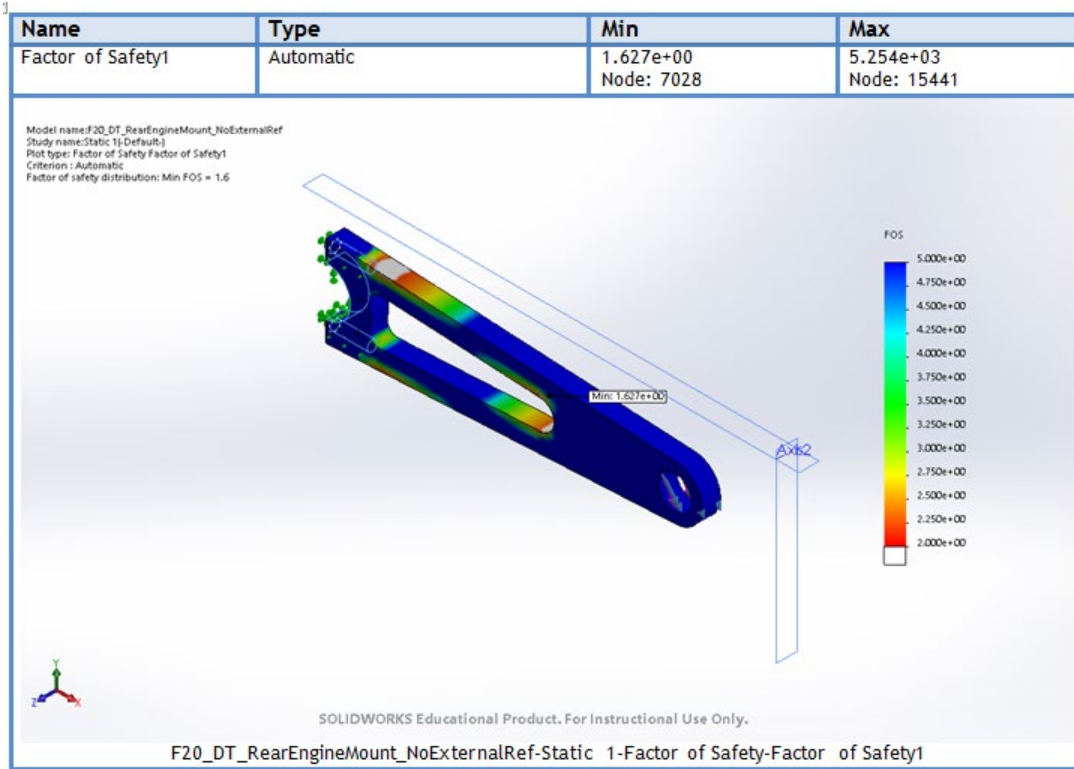 Name Type Min Max
Factor of Safety1 Automatic 1.627e+00 5.254e+03
Node: 7028 Node: 15441
Model name:F20_DT_RearEngineMount_NoExternalRef
Study name:Static 1(-Default-)
Plot type: Factor of Safety Factor of Safety1
Criterion : Automatic
Factor of safety distribution: Min FOS = 1.6
FOS
5.000e+00
4.750e+00
4.500e+00
4.250e+00
4.000e+00
3.750e+00
3.500e+00
3.250e+00
3.000e+00
2.750e+00
2.500e+00
2.250e+00
2.000e+00
Min: 1.627e+00
Axis2
Y
Z
X
SOLIDWORKS Educational Product. For Instructional Use Only.
F20_DT_RearEngineMount_NoExternalRef-Static 1-Factor of Safety-Factor of Safety1